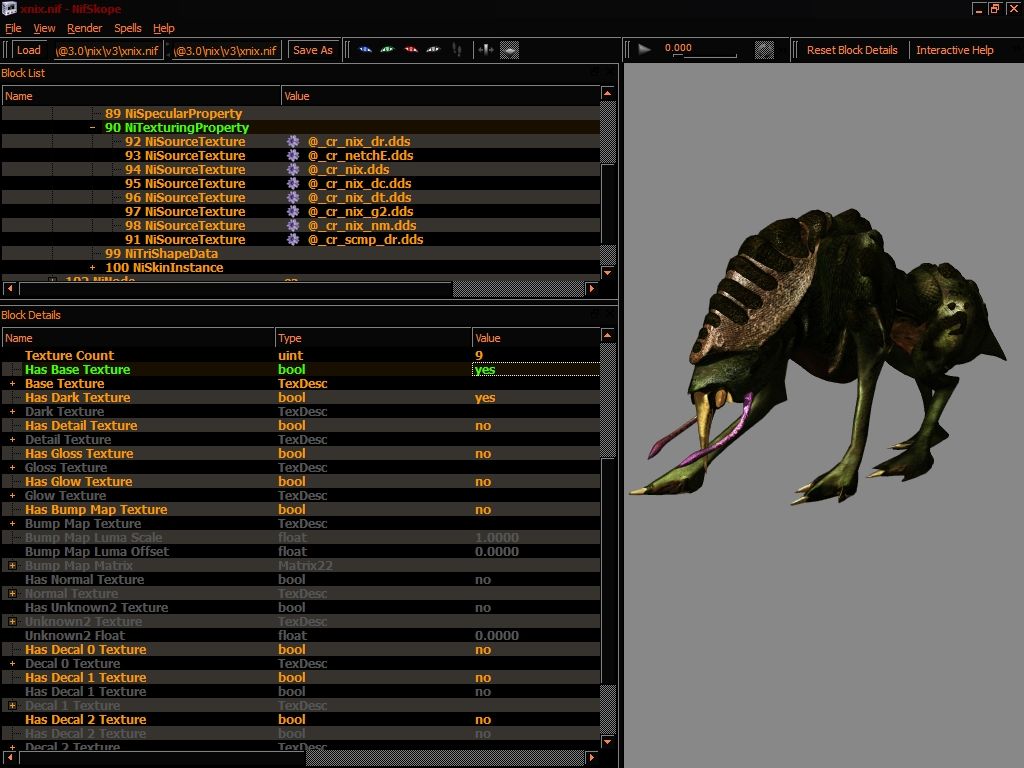 xnix.nif - NifSkope
File View Render Spells Help
Load \@3.0\nix\v3\xnix.nif \@3.0\nix\v3\xnix.nif Save As 0.000 Reset Block Details Interactive Help
Block List
Name Value
89 NiSpecularProperty
90 NiTexturingProperty
92 NiSourceTexture @_cr_nix_dr.dds
93 NiSourceTexture @_cr_netchE.dds
94 NiSourceTexture @_cr_nix.dds
95 NiSourceTexture @_cr_nix_dc.dds
96 NiSourceTexture @_cr_nix_dt.dds
97 NiSourceTexture @_cr_nix_g2.dds
98 NiSourceTexture @_cr_nix_nm.dds
91 NiSourceTexture @_cr_scmp_dr.dds
99 NiTriShapeData
100 NiSkinInstance
Block Details
Name Type Value
Texture Count uint 9
Has Base Texture bool yes
Base Texture TexDesc
Has Dark Texture bool yes
Dark Texture TexDesc
Has Detail Texture bool no
Detail Texture TexDesc
Has Gloss Texture bool no
Gloss Texture TexDesc
Has Glow Texture bool no
Glow Texture TexDesc
Has Bump Map Texture bool no
Bump Map Texture TexDesc
Bump Map Luma Scale float 1.0000
Bump Map Luma Offset float 0.0000
Bump Map Matrix Matrix22
Has Normal Texture bool no
Normal Texture TexDesc
Has Unknown2 Texture bool no
Unknown2 Texture TexDesc
Unknown2 Float float 0.0000
Has Decal 0 Texture bool no
Decal 0 Texture TexDesc
Has Decal 1 Texture bool no
Has Decal 1 Texture bool no
Decal 1 Texture TexDesc
Has Decal 2 Texture bool no
Has Decal 2 Texture bool no
Decal 2 Texture TexDesc